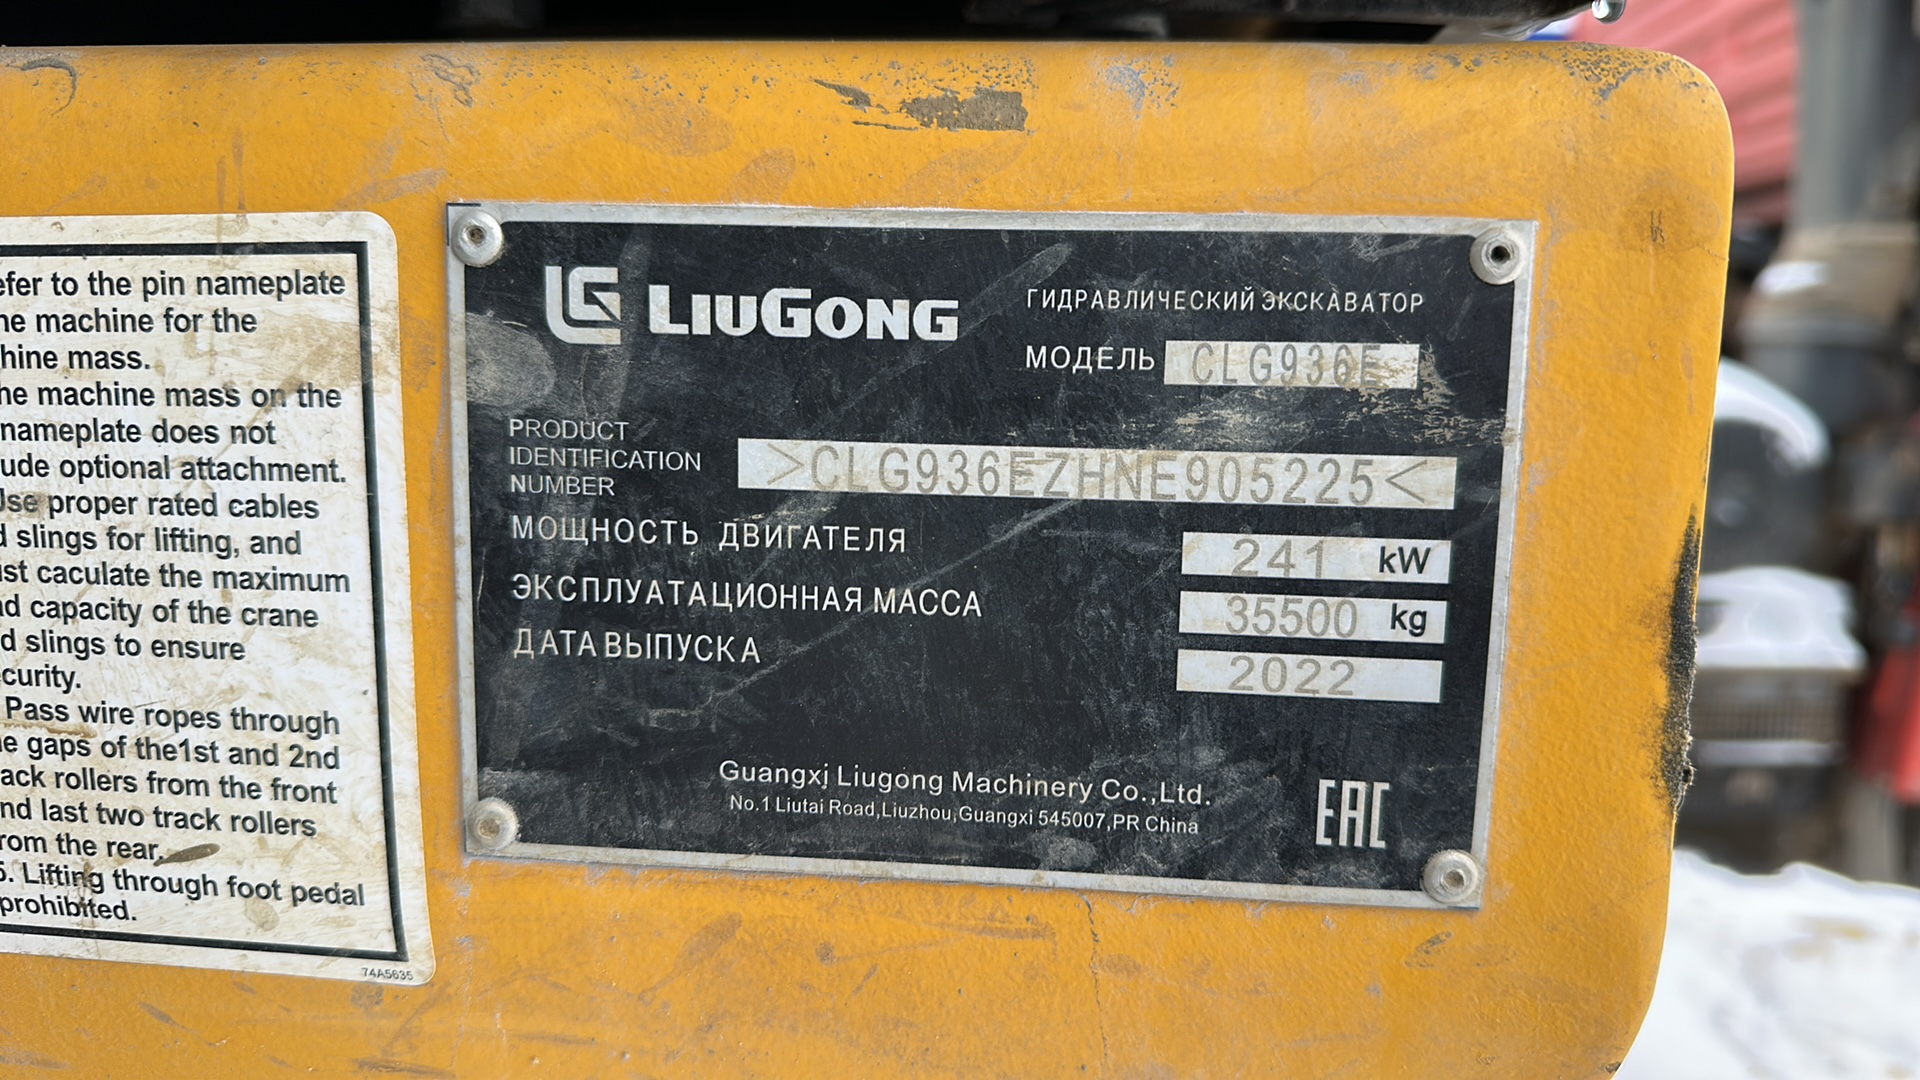 efer to the pin nameplate
he machine for the
hine mass.
he machine mass on the
nameplate does not
ude optional attachment.
Use proper rated cables
d slings for lifting, and
ust caculate the maximum
ad capacity of the crane
d slings to ensure
curity.
Pass wire ropes through
e gaps of the1st and 2nd
ack rollers from the front
nd last two track rollers
rom the rear.
6. Lifting through foot pedal
prohibited.
74A5635
LG LIUGONG
ГИДРАВЛИЧЕСКИЙ ЭКСКАВАТОР
МОДЕЛЬ CLG936E
PRODUCT
IDENTIFICATION
NUMBER
>CLG936EZHNE905225<
МОЩНОСТЬ ДВИГАТЕЛЯ 241 kW
ЭКСПЛУАТАЦИОННАЯ МАССА 35500 kg
ДАТА ВЫПУСКА 2022
Guangxj Liugong Machinery Co.,Ltd.
No.1 Liutai Road,Liuzhou,Guangxi 545007,PR China
EAC